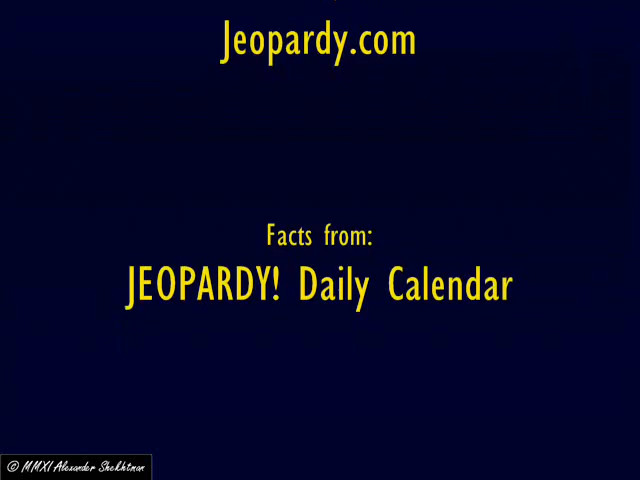 Jeopardy.com
Facts from:
JEOPARDY! Daily Calendar
© MMXI Alexander Shekhtman